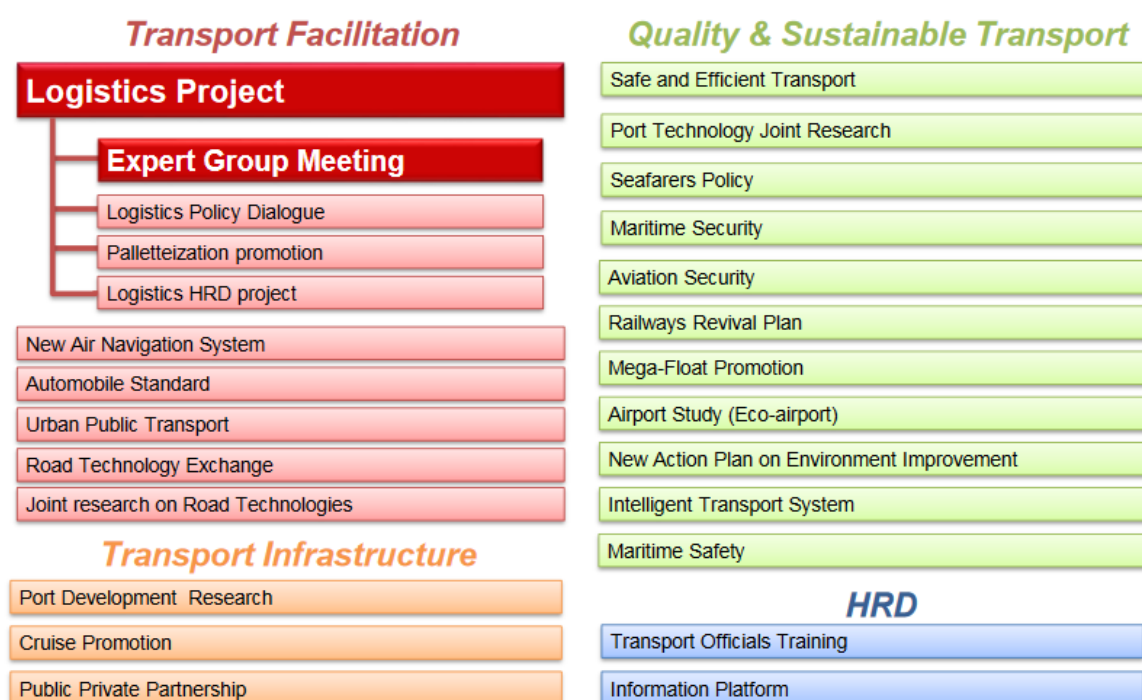 Transport Facilitation
Logistics Project
Expert Group Meeting
Logistics Policy Dialogue
Palletteization promotion
Logistics HRD project
New Air Navigation System
Automobile Standard
Urban Public Transport
Road Technology Exchange
Joint research on Road Technologies
Transport Infrastructure
Port Development Research
Cruise Promotion
Public Private Partnership
Quality & Sustainable Transport
Safe and Efficient Transport
Port Technology Joint Research
Seafarers Policy
Maritime Security
Aviation Security
Railways Revival Plan
Mega-Float Promotion
Airport Study (Eco-airport)
New Action Plan on Environment Improvement
Intelligent Transport System
Maritime Safety
HRD
Transport Officials Training
Information Platform